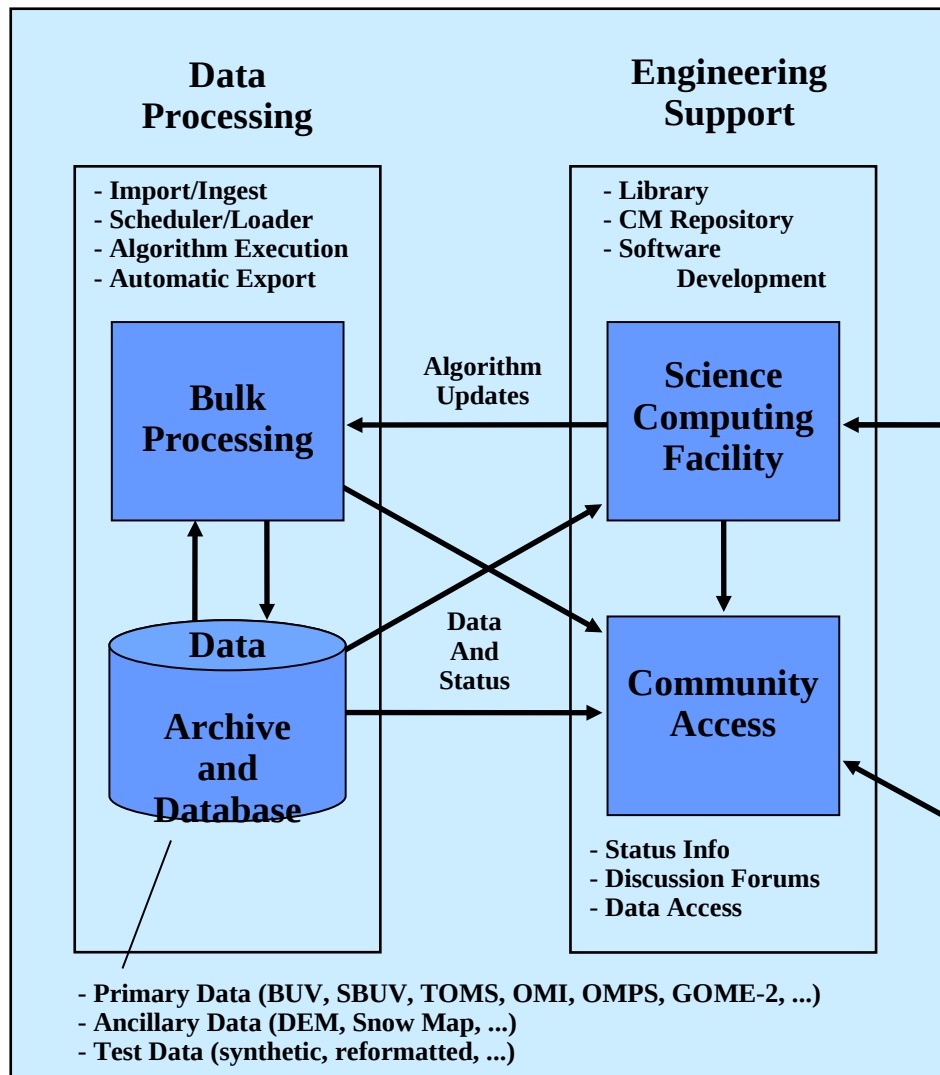 Data
Processing
Engineering
Support
- Import/Ingest
- Scheduler/Loader
- Algorithm Execution
- Automatic Export
- Library
- CM Repository
- Software
Development
Bulk
Processing
Algorithm
Updates
Science
Computing
Facility
Data
Archive
and
Database
Data
And
Status
Community
Access
- Status Info
- Discussion Forums
- Data Access
- Primary Data (BUV, SBUV, TOMS, OMI, OMPS, GOME-2, ...)
- Ancillary Data (DEM, Snow Map, ...)
- Test Data (synthetic, reformatted, ...)